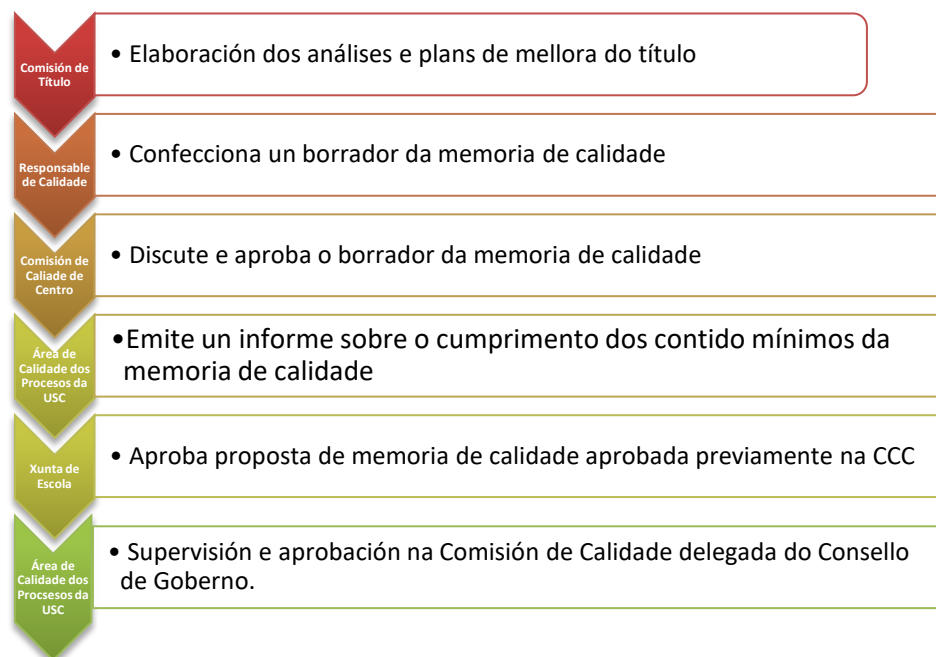 Comisión de
Título
• Elaboración dos análises e plans de mellora do título
Responsable
de Calidade
• Confecciona un borrador da memoria de calidade
Comisión de
Caliade de
Centro
• Discute e aproba o borrador da memoria de calidade
Área de
Calidade dos
Procesos da
USC
•Emite un informe sobre o cumprimento dos contido mínimos da
memoria de calidade
Xunta de
Escola
• Aproba proposta de memoria de calidade aprobada previamente na CCC
Área de
Calidade dos
Procsesos da
USC
• Supervisión e aprobación na Comisión de Calidade delegada do Consello
de Goberno.